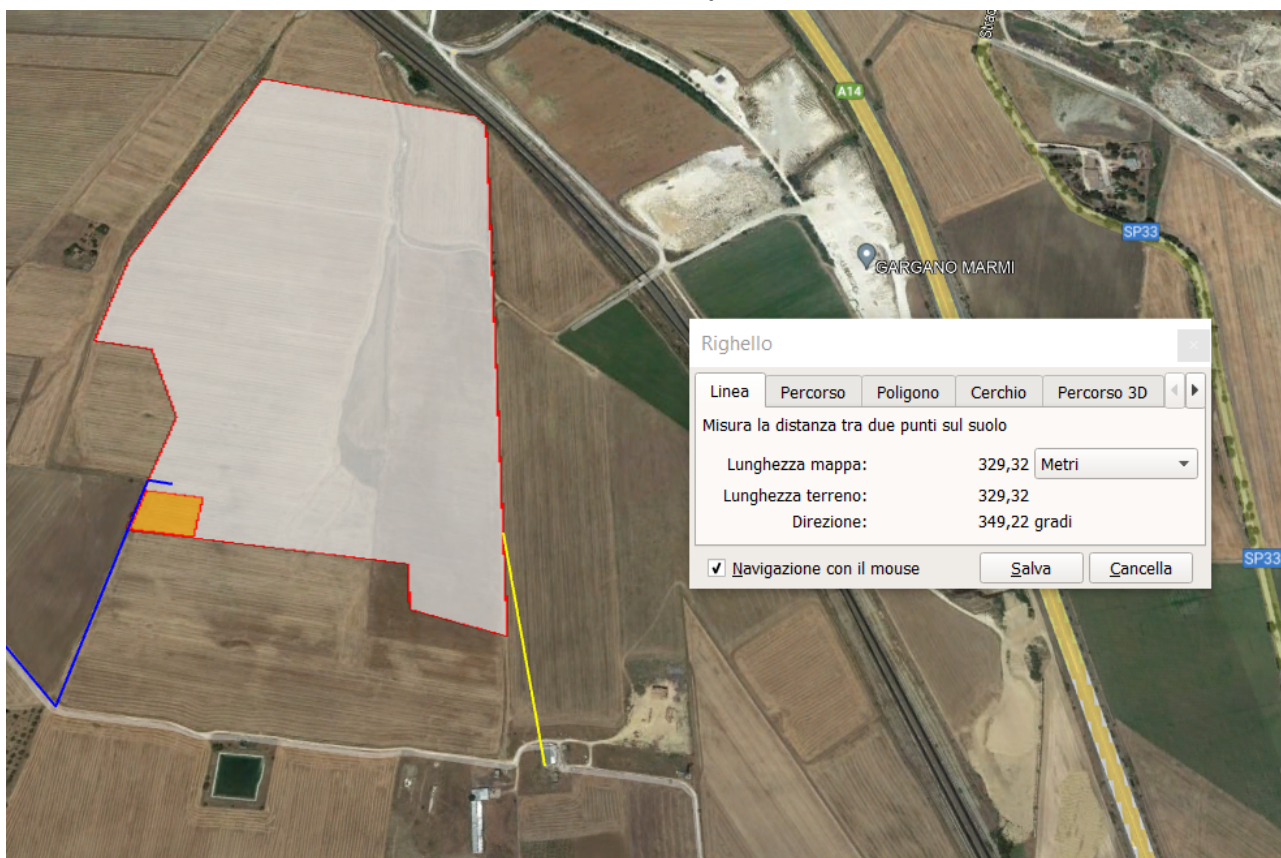 Strad
A14
SP33
GARGANO MARMI
Righello
Linea Percorso Poligono Cerchio Percorso 3D
Misura la distanza tra due punti sul suolo
Lunghezza mappa: 329,32 Metri
Lunghezza terreno: 329,32
Direzione: 349,22 gradi
Navigazione con il mouse Salva Cancella
SP33